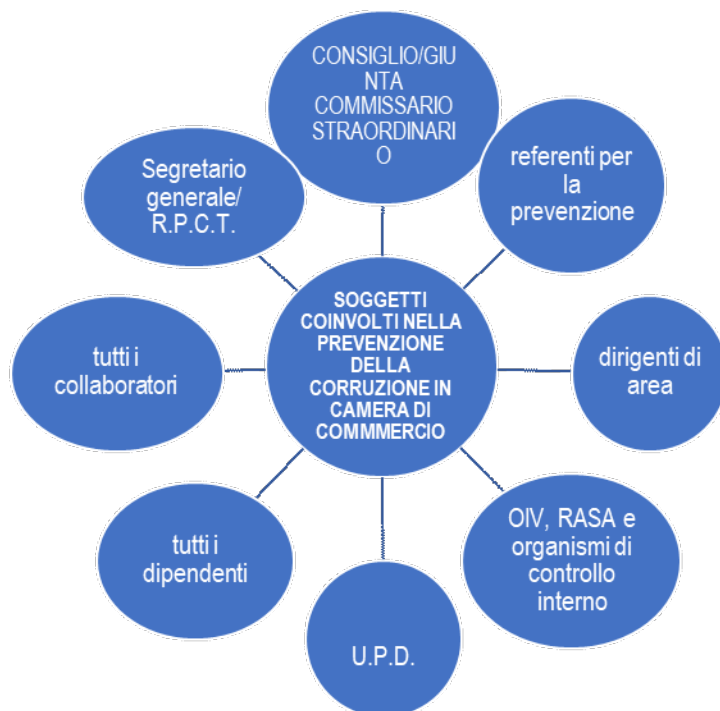 CONSIGLIO/GIU
NTA
COMMISSARIO
STRAORDINARI
O
referenti per
la
prevenzione
dirigenti di
area
OIV, RASA e
organismi di
controllo
interno
U.P.D.
tutti i
dipendenti
tutti i
collaboratori
Segretario
generale/
R.P.C.T.
SOGGETTI
COINVOLTI NELLA
PREVENZIONE
DELLA
CORRUZIONE IN
CAMERA DI
COMMMERCIO